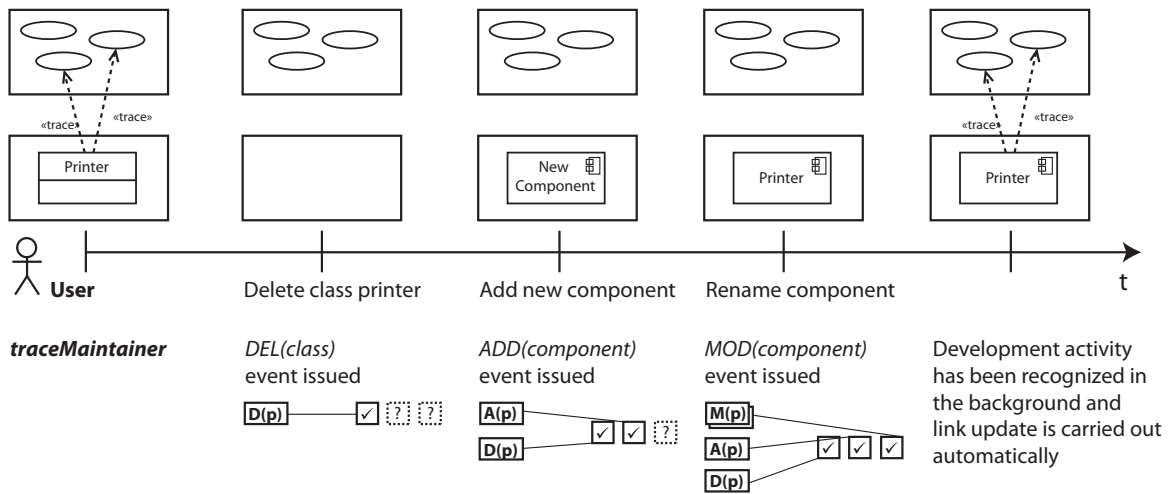 «trace»
«trace»
«trace»
«trace»
Printer
New
Component
Printer
Printer
User
Delete class printer
Add new component
Rename component
t
traceMaintainer
DEL(class)
event issued
D(p)
✓ ? ?
ADD(component)
event issued
A(p)
D(p)
✓ ✓ ?
MOD(component)
event issued
M(p)
A(p)
D(p)
✓ ✓ ✓
Development activity
has been recognized in
the background and
link update is carried out
automatically